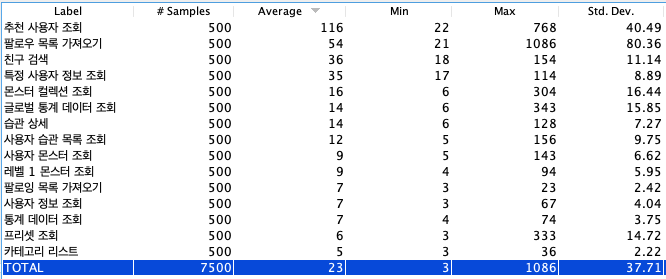 Label # Samples Average Min Max Std. Dev.
추천 사용자 조회 500 116 22 768 40.49
팔로우 목록 가져오기 500 54 21 1086 80.36
친구 검색 500 36 18 154 11.14
특정 사용자 정보 조회 500 35 17 114 8.89
몬스터 컬렉션 조회 500 16 6 304 16.44
글로벌 통계 데이터 조회 500 14 6 343 15.85
습관 상세 500 14 6 128 7.27
사용자 습관 목록 조회 500 12 5 156 9.75
사용자 몬스터 조회 500 9 5 143 6.62
레벨 1 몬스터 조회 500 9 4 94 5.95
팔로잉 목록 가져오기 500 7 3 23 2.42
사용자 정보 조회 500 7 3 67 4.04
통계 데이터 조회 500 7 4 74 3.75
프리셋 조회 500 6 3 333 14.72
카테고리 리스트 500 5 3 36 2.22
TOTAL 7500 23 3 1086 37.71